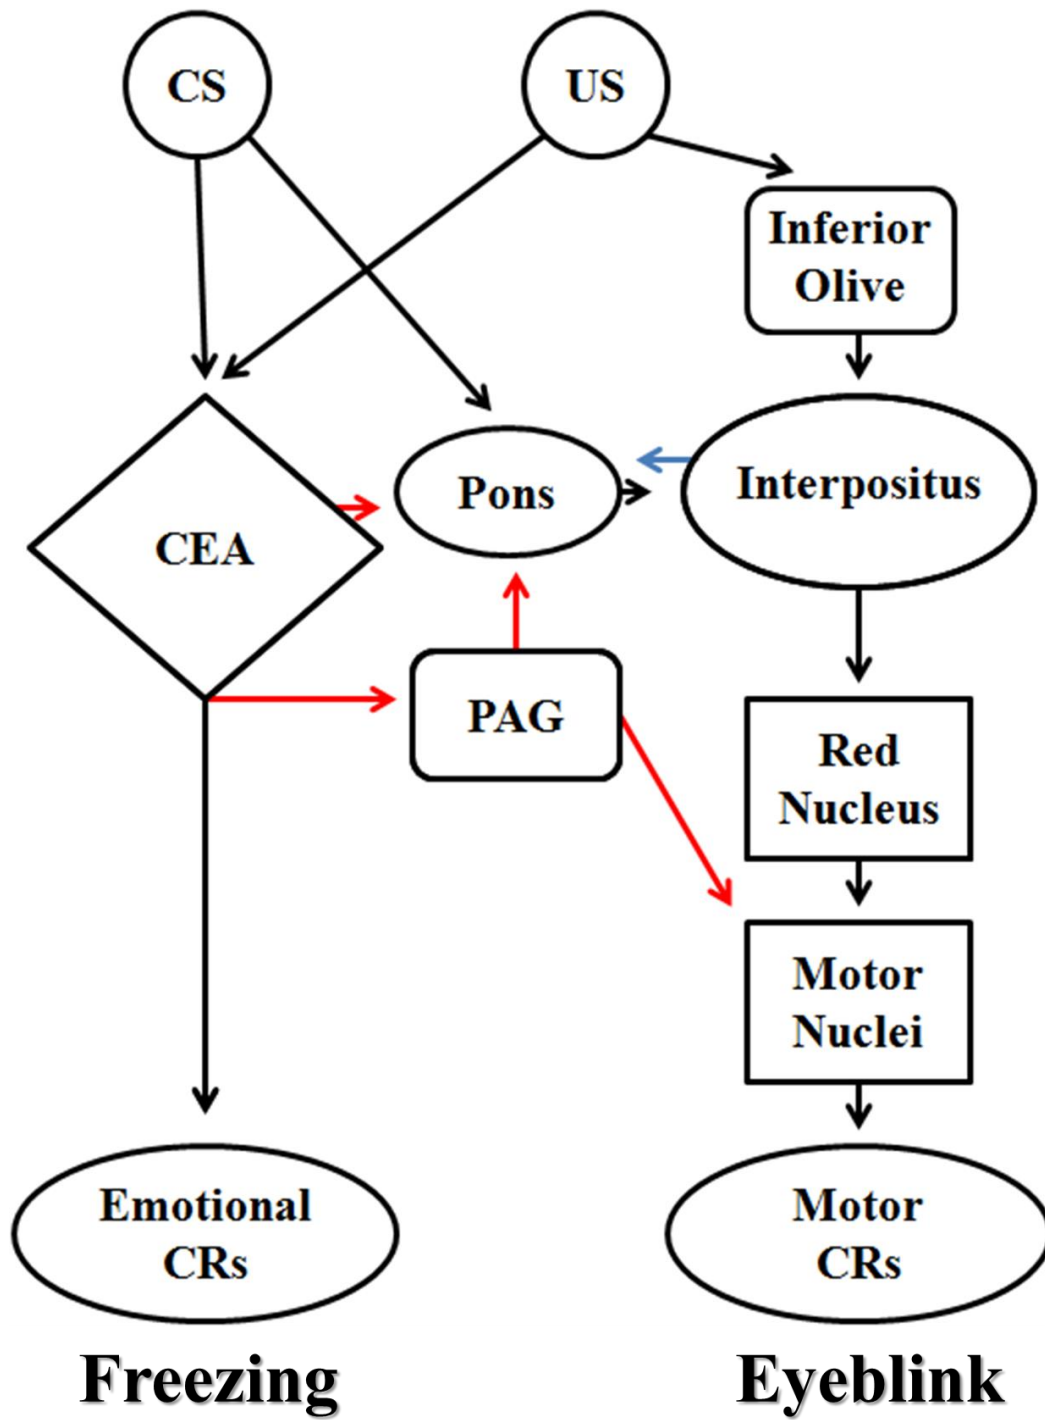 CS
US
Inferior
Olive
CEA
Pons
Interpositus
PAG
Red
Nucleus
Motor
Nuclei
Emotional
CRs
Motor
CRs
Freezing
Eyeblink